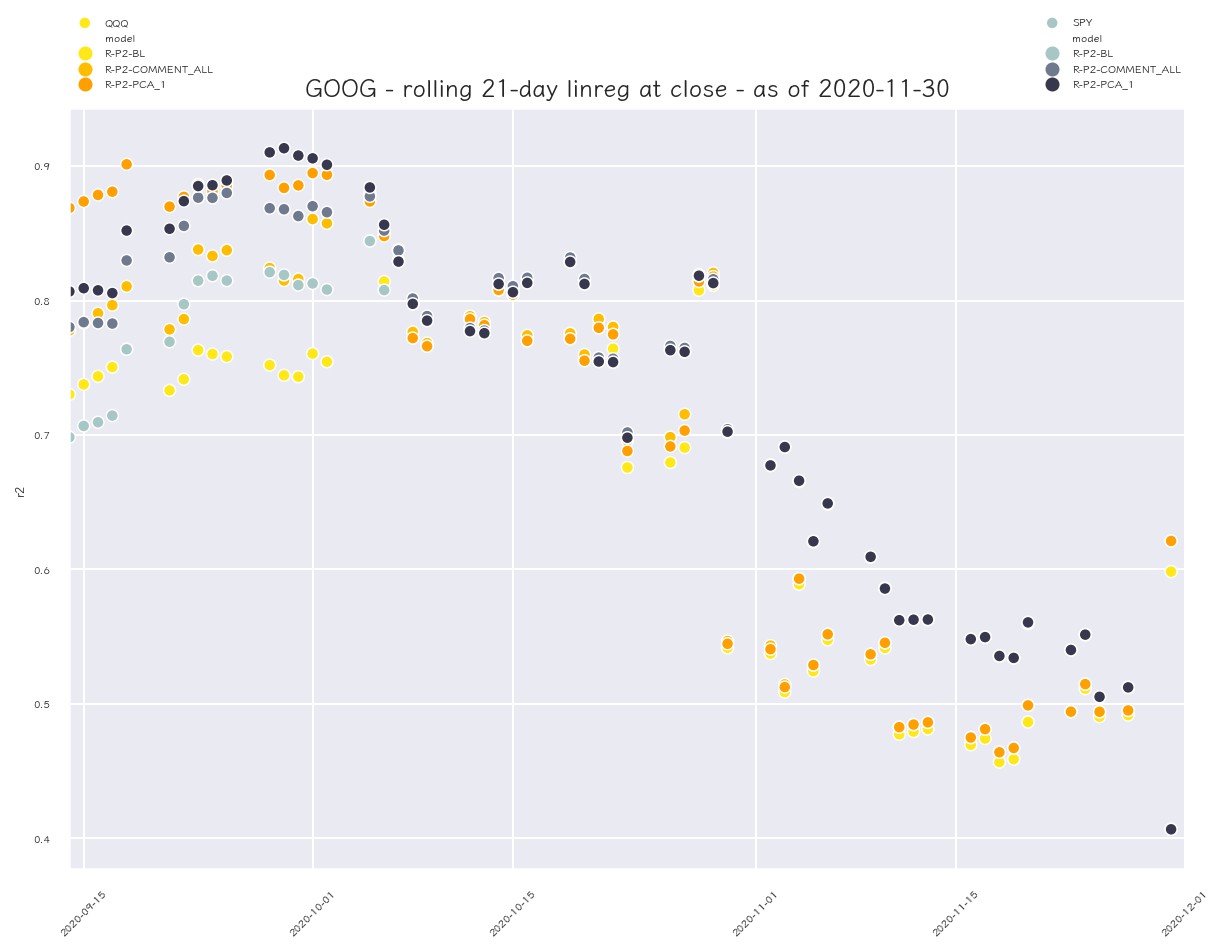 QQQ
model
R-P2-BL
R-P2-COMMENT_ALL
R-P2-PCA_1
SPY
model
R-P2-BL
R-P2-COMMENT_ALL
R-P2-PCA_1
GOOG - rolling 21-day linreg at close - as of 2020-11-30
0.9
0.8
0.7
r2
0.6
0.5
0.4
2020-09-15
2020-10-01
2020-10-15
2020-11-01
2020-11-15
2020-12-01